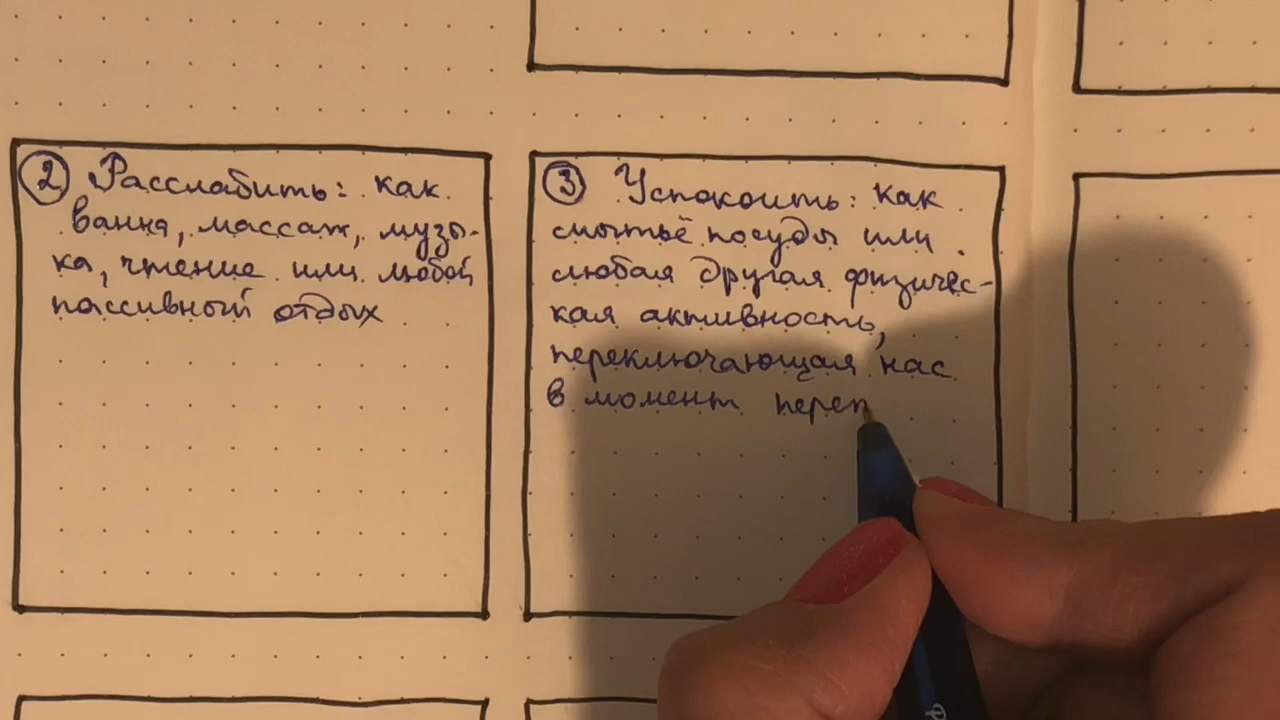 ② Расслабить: как
ванна, массаж, музы-
ка, чтение или любой
пассивный отдых
③ Успокоить: как
мытьё посуды или
любая другая физичес-
кая активность,
переключающая нас
в момент переп